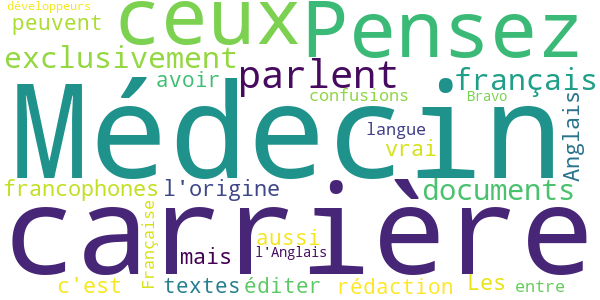 développeurs
peuvent
ceux
Pensez
exclusivement
avoir
parlent
français
confusions
Bravo
Médecin
langue
vrai
Anglais
francophones
l'origine
documents
carrière
Française
mais
aussi
l'Anglais
c'est
textes
éditer
rédaction
Les
entre